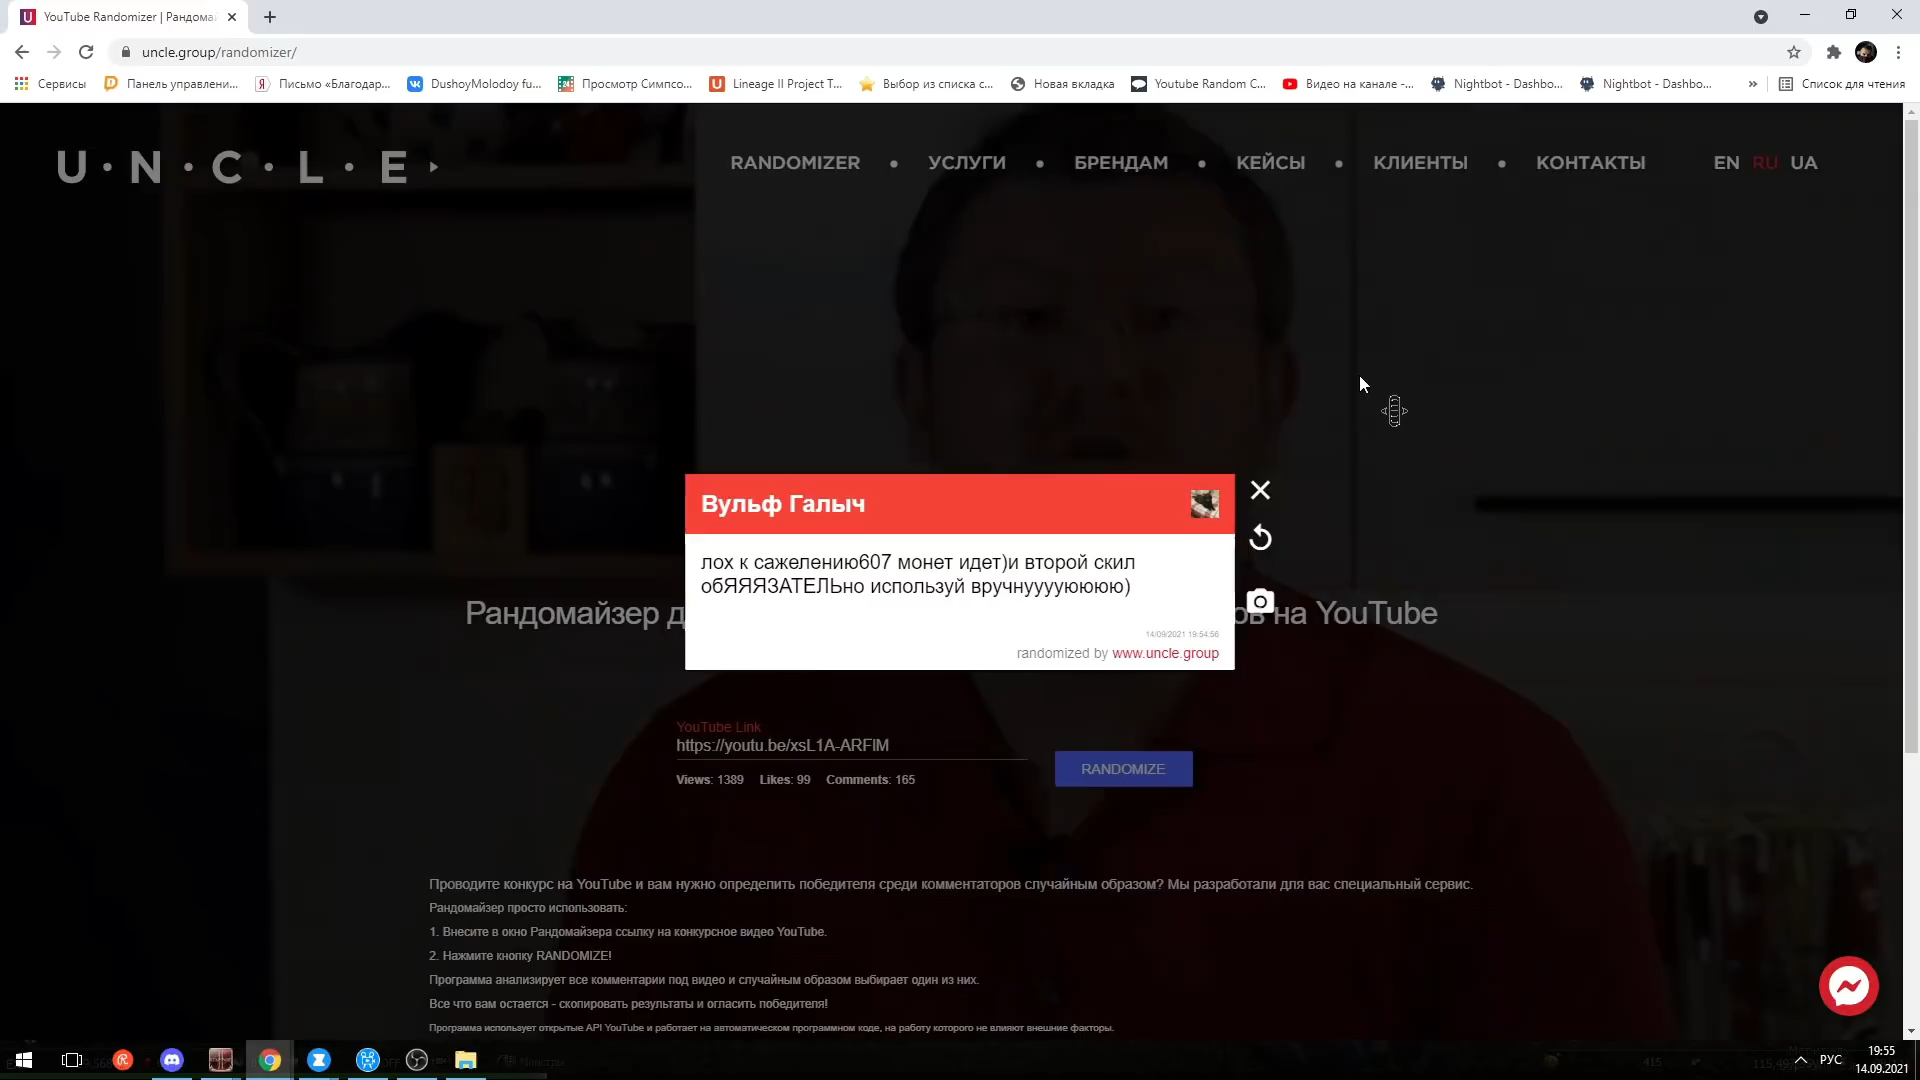 YouTube Randomizer | Рандомай
uncle.group/randomizer/
Сервисы
Панель управлени...
Письмо «Благодар...
DushoyMolodoy fu...
Просмотр Симпсо...
Lineage II Project T...
Выбор из списка с...
Новая вкладка
Youtube Random C...
Видео на канале -...
Nightbot - Dashbo...
Nightbot - Dashbo...
Список для чтения
U·N·C·L·E
RANDOMIZER • УСЛУГИ • БРЕНДАМ • КЕЙСЫ • КЛИЕНТЫ • КОНТАКТЫ
EN RU UA
Вульф Галыч
лох к сажелению607 монет идет)и второй скил
обЯЯЯЗАТЕЛЬно используй вручнууууюююю)
14/09/2021 19:54:56
randomized by www.uncle.group
Рандомайзер д
ов на YouTube
YouTube Link
https://youtu.be/xsL1A-ARFlM
Views: 1389 Likes: 99 Comments: 165
RANDOMIZE
Проводите конкурс на YouTube и вам нужно определить победителя среди комментаторов случайным образом? Мы разработали для вас специальный сервис.
Рандомайзер просто использовать:
1. Внесите в окно Рандомайзера ссылку на конкурсное видео YouTube.
2. Нажмите кнопку RANDOMIZE!
Программа анализирует все комментарии под видео и случайным образом выбирает один из них.
Все что вам остается - скопировать результаты и огласить победителя!
Программа использует открытые API YouTube и работает на автоматическом программном коде, на работу которого не влияют внешние факторы.
РУС
19:55
14.09.2021